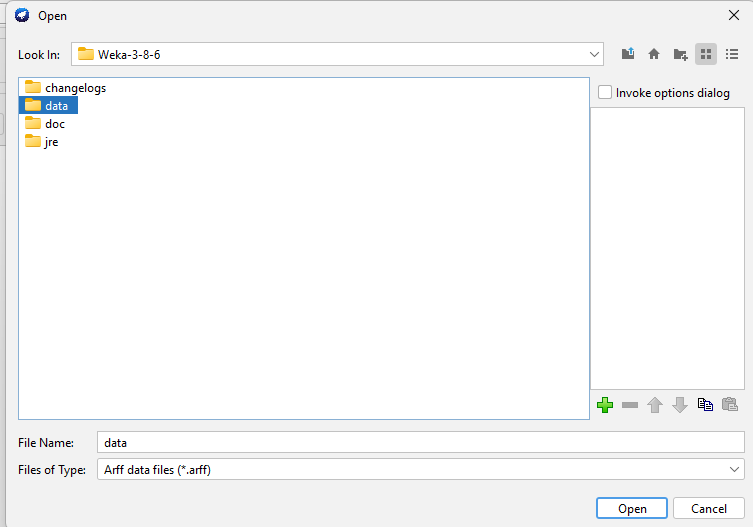 Open
Look In: Weka-3-8-6
changelogs
data
doc
jre
Invoke options dialog
File Name: data
Files of Type: Arff data files (*.arff)
Open Cancel